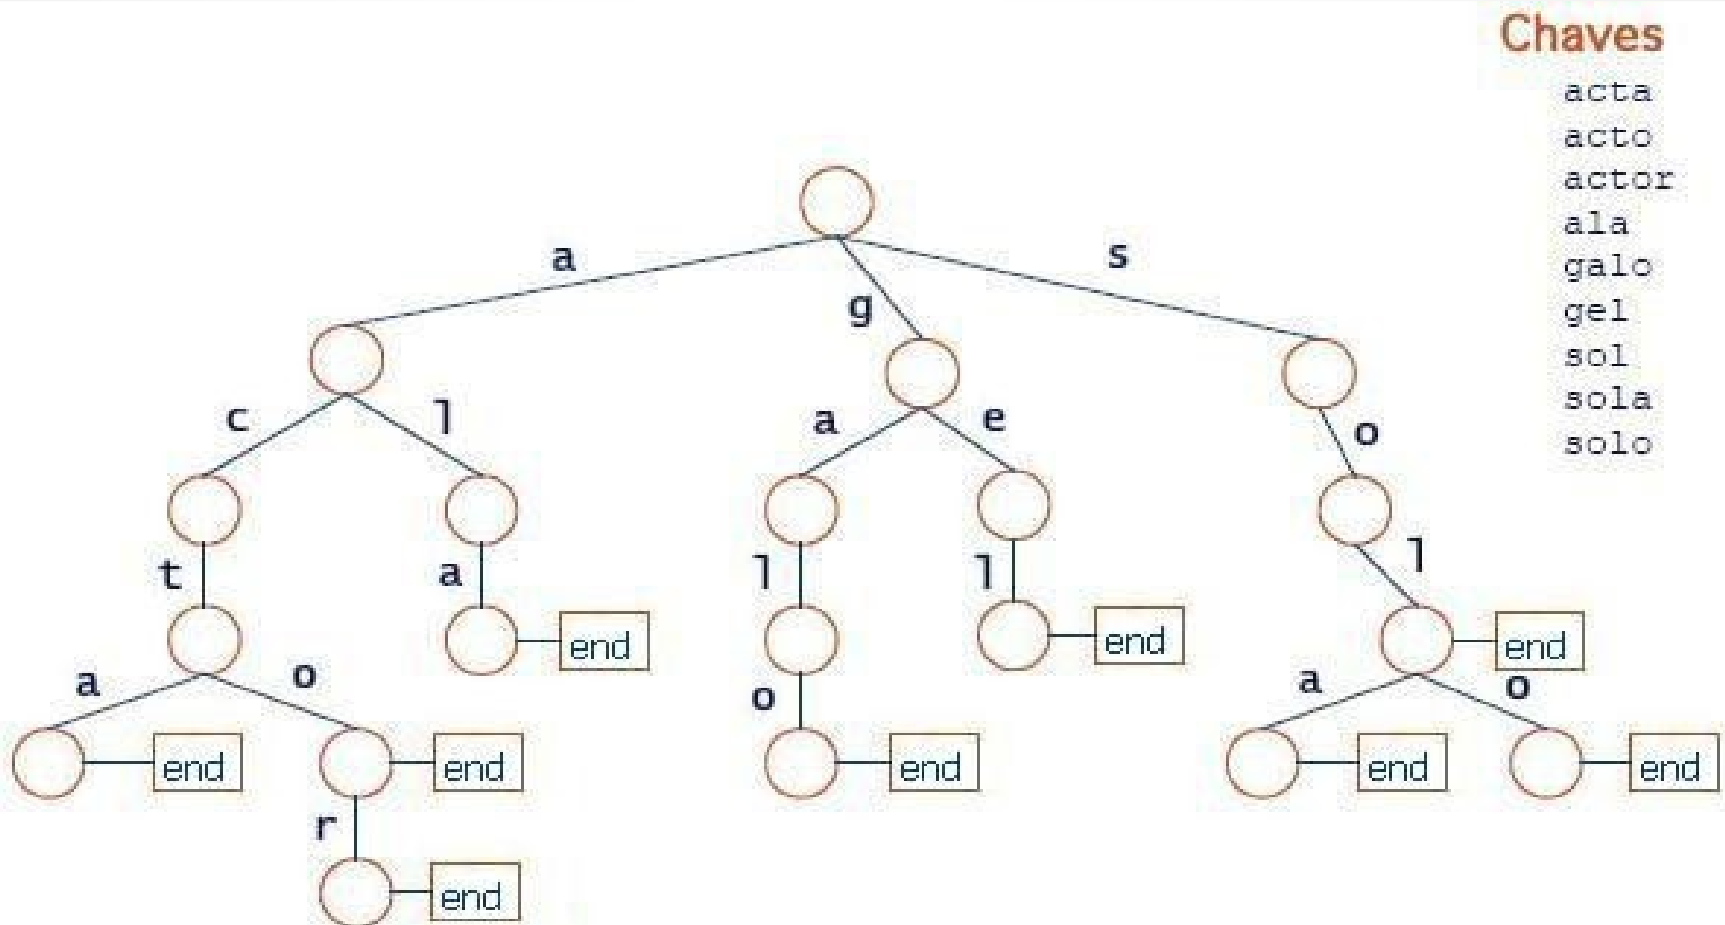 Chaves
acta
acto
actor
ala
galo
gel
sol
sola
solo
a
s
g
c
l
a
e
o
t
a
l
l
l
end
end
end
a
o
o
a
o
end
end
end
end
end
r
end